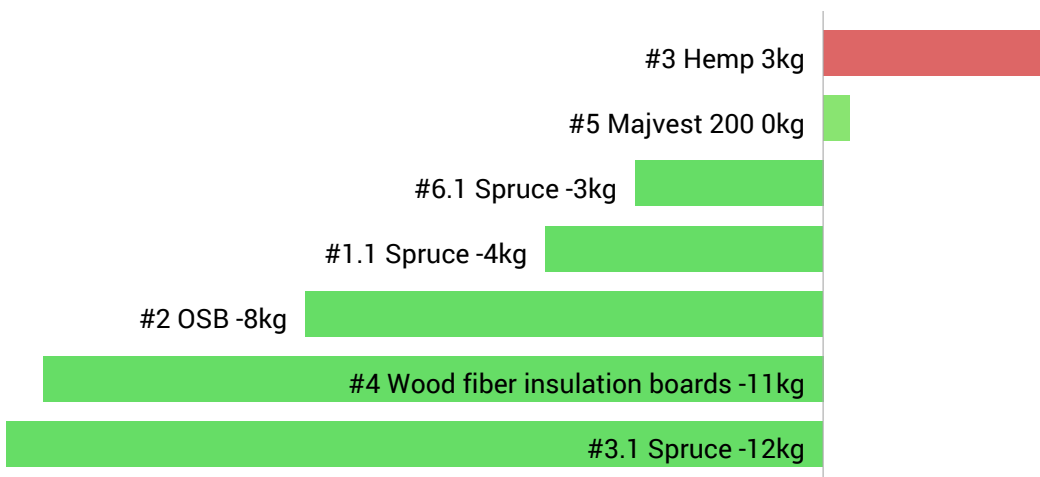 #3 Hemp 3kg
#5 Majvest 200 0kg
#6.1 Spruce -3kg
#1.1 Spruce -4kg
#2 OSB -8kg
#4 Wood fiber insulation boards -11kg
#3.1 Spruce -12kg